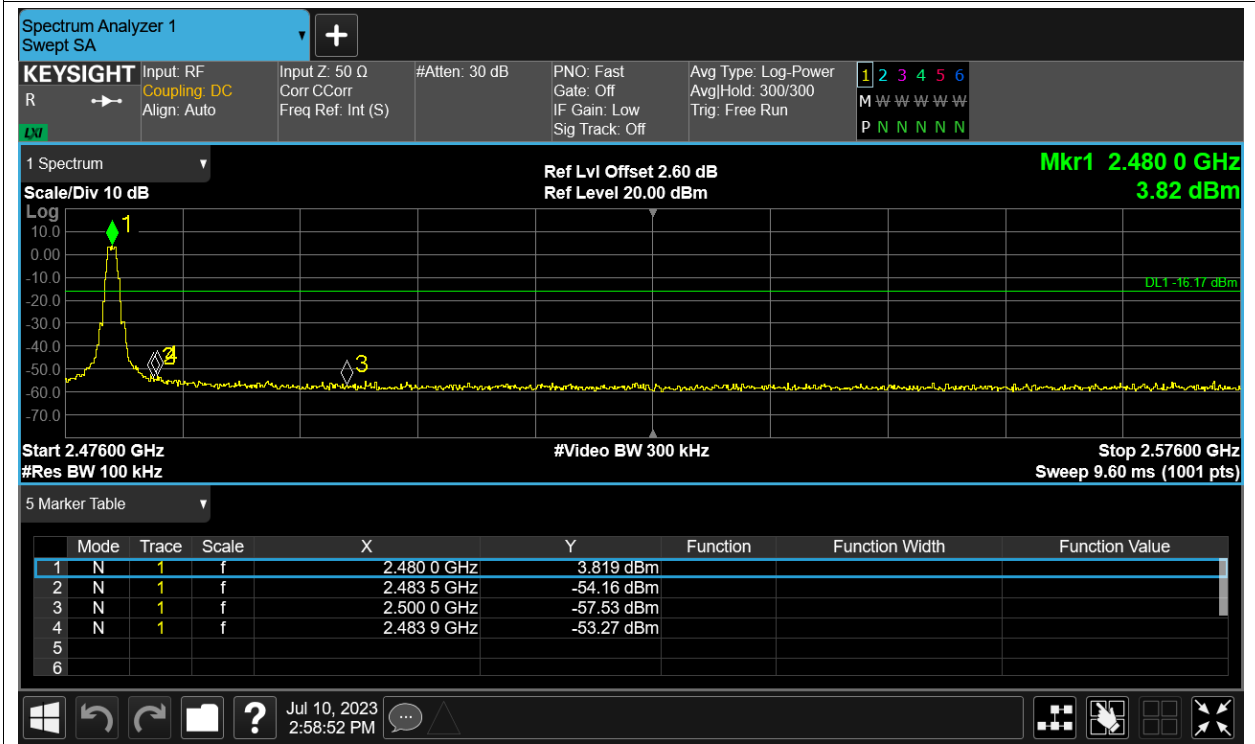 Spectrum Analyzer 1
Swept SA
+
KEYSIGHT Input: RF Input Z: 50 Ω #Atten: 30 dB PNO: Fast Avg Type: Log-Power 1 2 3 4 5 6
R Coupling: DC Corr CCorr Gate: Off Avg|Hold: 300/300 M W W W W W
Align: Auto Freq Ref: Int (S) IF Gain: Low Trig: Free Run
LXI Sig Track: Off P N N N N N
1 Spectrum Ref Lvl Offset 2.60 dB Mkr1 2.480 0 GHz
Scale/Div 10 dB Ref Level 20.00 dBm 3.82 dBm
Log
1
10.0
0.00
-10.0
DL1 -16.17 dBm
-20.0
-30.0
-40.0
2 4 3
-50.0
-60.0
-70.0
Start 2.47600 GHz #Video BW 300 kHz Stop 2.57600 GHz
#Res BW 100 kHz Sweep 9.60 ms (1001 pts)
5 Marker Table
Mode Trace Scale X Y Function Function Width Function Value
1 N 1 f 2.480 0 GHz 3.819 dBm
2 N 1 f 2.483 5 GHz -54.16 dBm
3 N 1 f 2.500 0 GHz -57.53 dBm
4 N 1 f 2.483 9 GHz -53.27 dBm
5
6
? Jul 10, 2023
2:58:52 PM